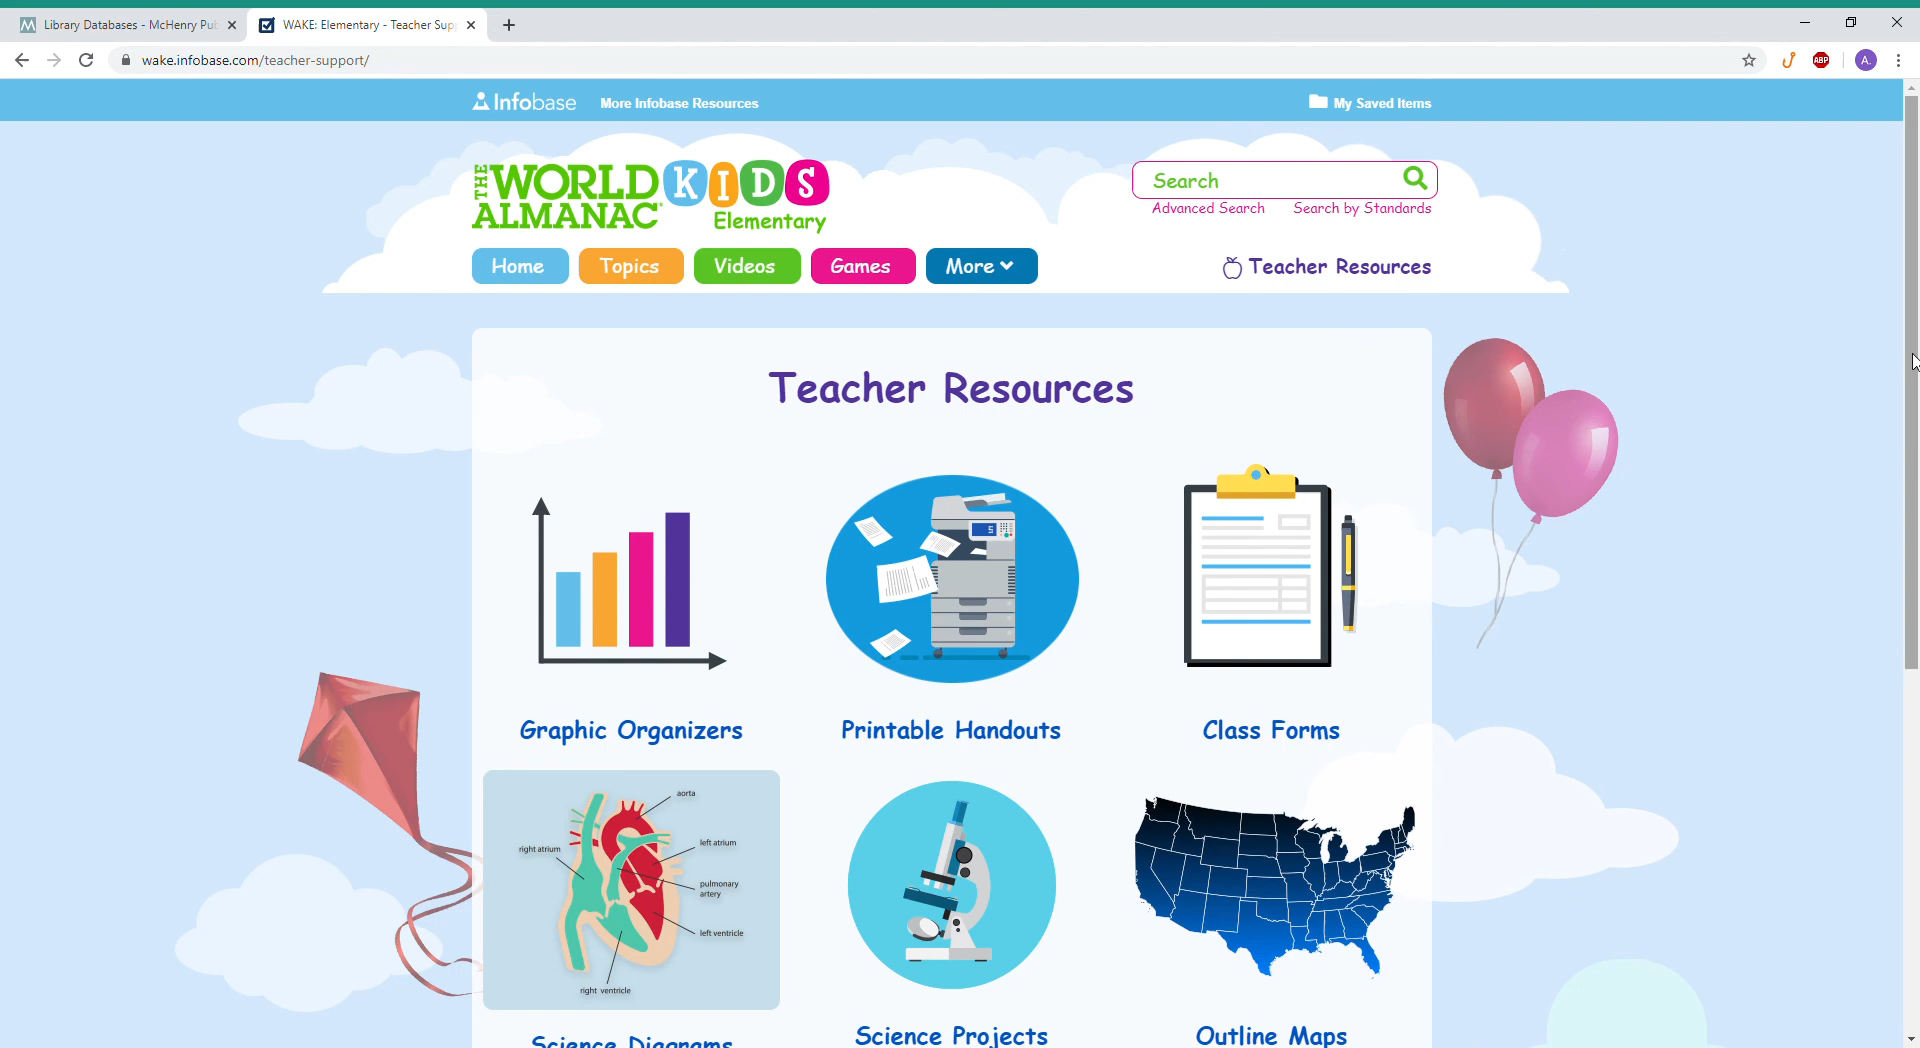 Library Databases - McHenry Pub
WAKE: Elementary - Teacher Supp
wake.infobase.com/teacher-support/
ABP
A.
Infobase
More Infobase Resources
My Saved Items
THE WORLD ALMANAC KIDS
Elementary
Search
Advanced Search
Search by Standards
Home
Topics
Videos
Games
More
Teacher Resources
Teacher Resources
5
Graphic Organizers
Printable Handouts
Class Forms
aorta
right atrium
left atrium
pulmonary
artery
left ventricle
right ventricle
Science Diagrams
Science Projects
Outline Maps